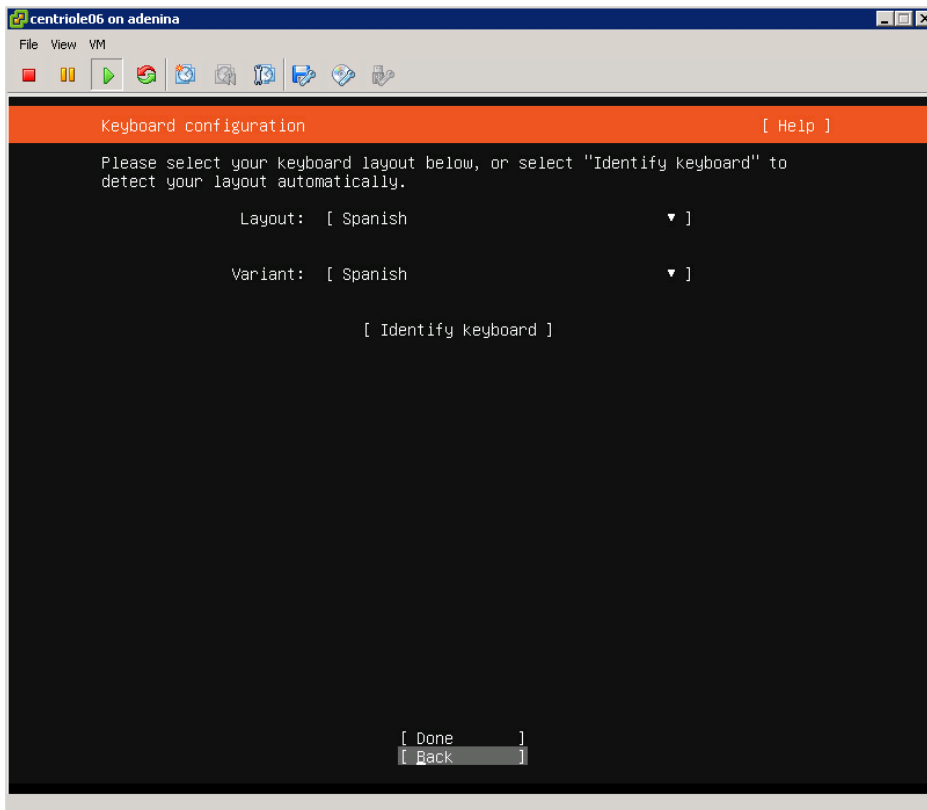 centriole06 on adenina
File View VM
Keyboard configuration [ Help ]
Please select your keyboard layout below, or select "Identify keyboard" to
detect your layout automatically.
Layout: [ Spanish ▾ ]
Variant: [ Spanish ▾ ]
[ Identify keyboard ]
[ Done ]
[ Back ]